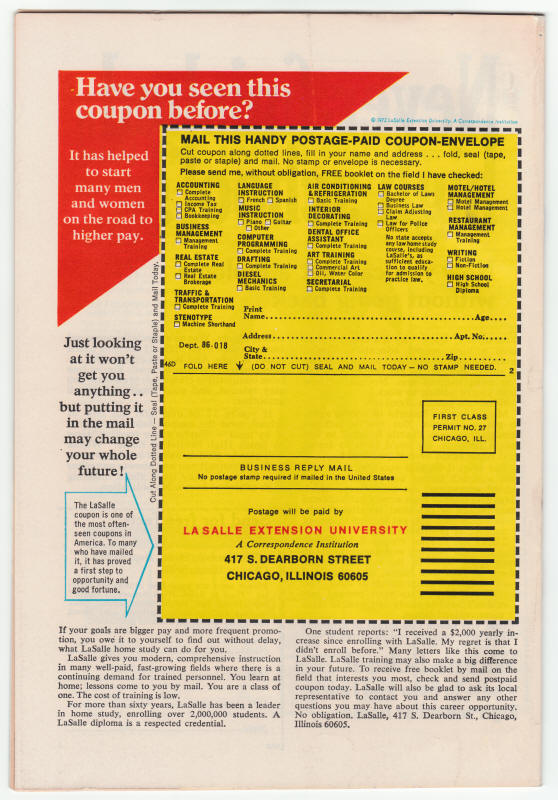 Have you seen this
coupon before?
© 1972 LaSalle Extension University, A Correspondence Institution
It has helped
to start
many men
and women
on the road to
higher pay.
Just looking
at it won't
get you
anything..
but putting it
in the mail
may change
your whole
future!
The LaSalle
coupon is one of
the most often-
seen coupons in
America. To many
who have mailed
it, it has proved
a first step to
opportunity and
good fortune.
Cut Along Dotted Line — Seal (Tape, Paste or Staple) and Mail Today.
MAIL THIS HANDY POSTAGE-PAID COUPON-ENVELOPE
Cut coupon along dotted lines, fill in your name and address ... fold, seal (tape,
paste or staple) and mail. No stamp or envelope is necessary.
Please send me, without obligation, FREE booklet on the field I have checked:
ACCOUNTING
Complete
Accounting
Income Tax
CPA Training
Bookkeeping
BUSINESS
MANAGEMENT
Management
Training
REAL ESTATE
Complete Real
Estate
Real Estate
Brokerage
TRAFFIC &
TRANSPORTATION
Complete Training
STENOTYPE
Machine Shorthand
LANGUAGE
INSTRUCTION
French Spanish
MUSIC
INSTRUCTION
Piano Guitar
Other
COMPUTER
PROGRAMMING
Complete Training
DRAFTING
Complete Training
DIESEL
MECHANICS
Basic Training
AIR CONDITIONING
& REFRIGERATION
Basic Training
INTERIOR
DECORATING
Complete Training
DENTAL OFFICE
ASSISTANT
Complete Training
ART TRAINING
Complete Training
Commercial Art
Oil, Water Color
SECRETARIAL
Complete Training
LAW COURSES
Bachelor of Laws
Degree
Business Law
Claim Adjusting
Law
Law for Police
Officers
No state accepts
any law home study
course, including
LaSalle's, as
sufficient educa-
tion to qualify
for admission to
practice law.
MOTEL/HOTEL
MANAGEMENT
Motel Management
Hotel Management
RESTAURANT
MANAGEMENT
Management
Training
WRITING
Fiction
Non-Fiction
HIGH SCHOOL
High School
Diploma
Print
Name Age
Address Apt. No.
Dept. 86-018
City &
State Zip
46D FOLD HERE (DO NOT CUT) SEAL AND MAIL TODAY—NO STAMP NEEDED. 2
FIRST CLASS
PERMIT NO. 27
CHICAGO, ILL.
BUSINESS REPLY MAIL
No postage stamp required if mailed in the United States
Postage will be paid by
LA SALLE EXTENSION UNIVERSITY
A Correspondence Institution
417 S. DEARBORN STREET
CHICAGO, ILLINOIS 60605
If your goals are bigger pay and more frequent promo-
tion, you owe it to yourself to find out without delay,
what LaSalle home study can do for you.
LaSalle gives you modern, comprehensive instruction
in many well-paid, fast-growing fields where there is a
continuing demand for trained personnel. You learn at
home; lessons come to you by mail. You are a class of
one. The cost of training is low.
For more than sixty years, LaSalle has been a leader
in home study, enrolling over 2,000,000 students. A
LaSalle diploma is a respected credential.
One student reports: "I received a $2,000 yearly in-
crease since enrolling with LaSalle. My regret is that I
didn't enroll before." Many letters like this come to
LaSalle. LaSalle training may also make a big difference
in your future. To receive free booklet by mail on the
field that interests you most, check and send postpaid
coupon today. LaSalle will also be glad to ask its local
representative to contact you and answer any other
questions you may have about this career opportunity.
No obligation. LaSalle, 417 S. Dearborn St., Chicago,
Illinois 60605.